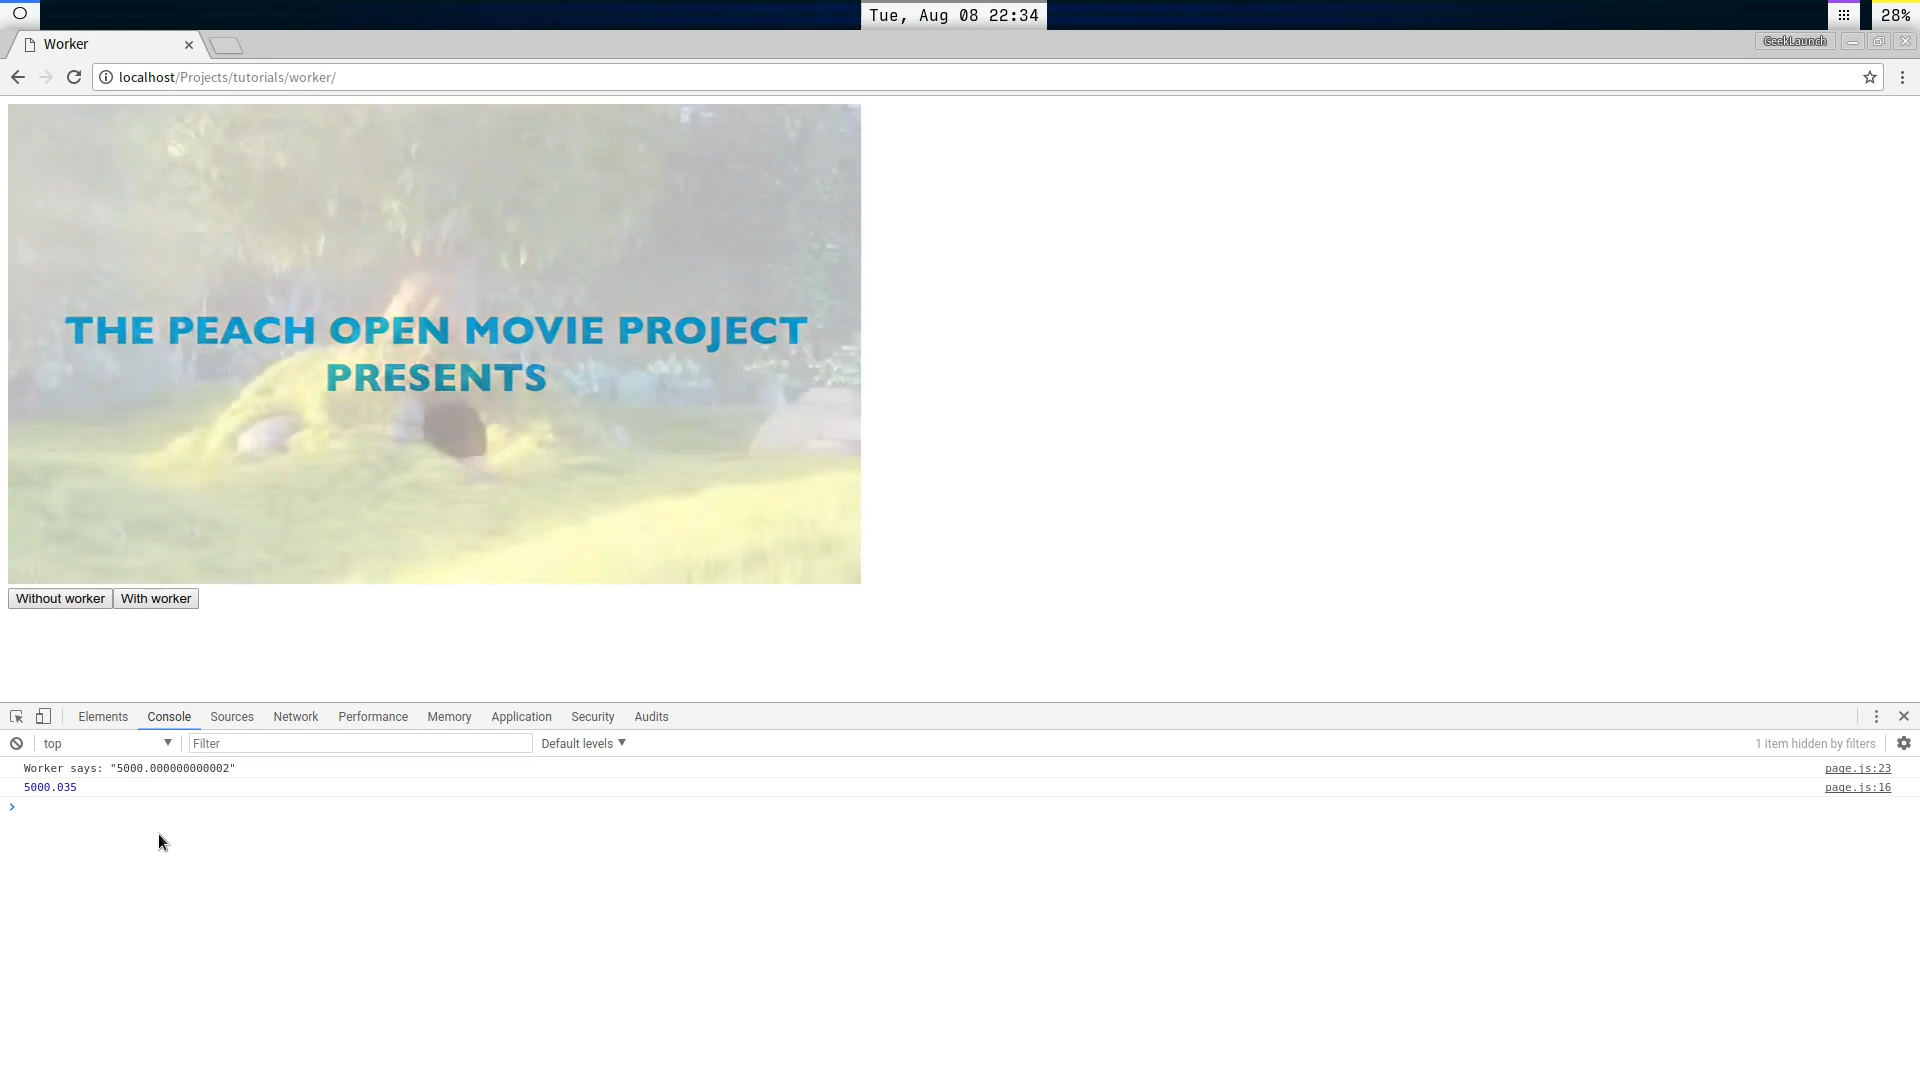 Tue, Aug 08 22:34
28%
Worker
GeekLaunch
localhost/Projects/tutorials/worker/
THE PEACH OPEN MOVIE PROJECT
PRESENTS
Without worker With worker
Elements Console Sources Network Performance Memory Application Security Audits
top Filter Default levels 1 item hidden by filters
Worker says: "5000.000000000002" page.js:23
5000.035 page.js:16